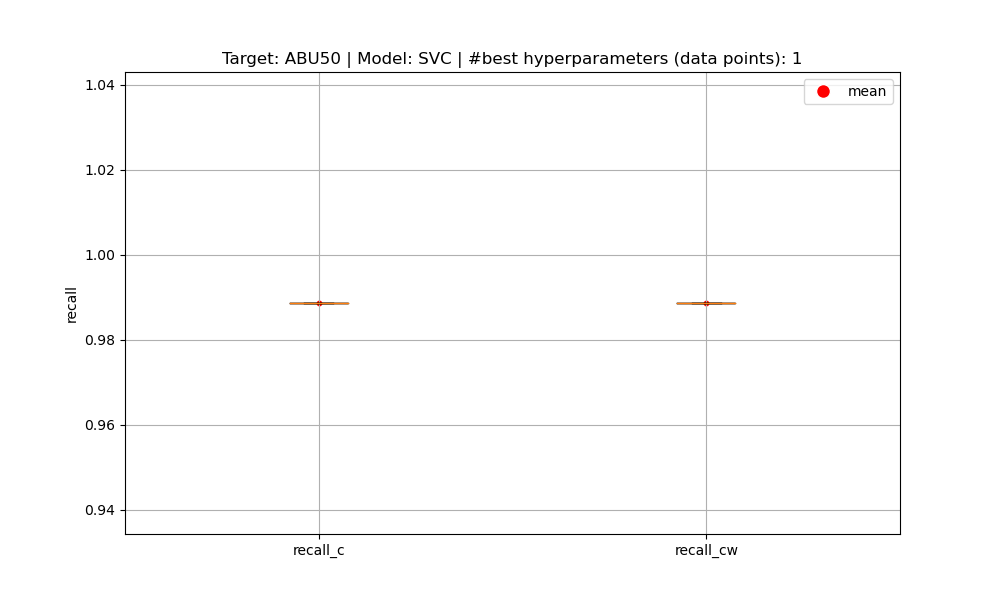 Target: ABU50 | Model: SVC | #best hyperparameters (data points): 1
mean
1.04
1.02
1.00
0.98
0.96
0.94
recall
recall_c
recall_cw